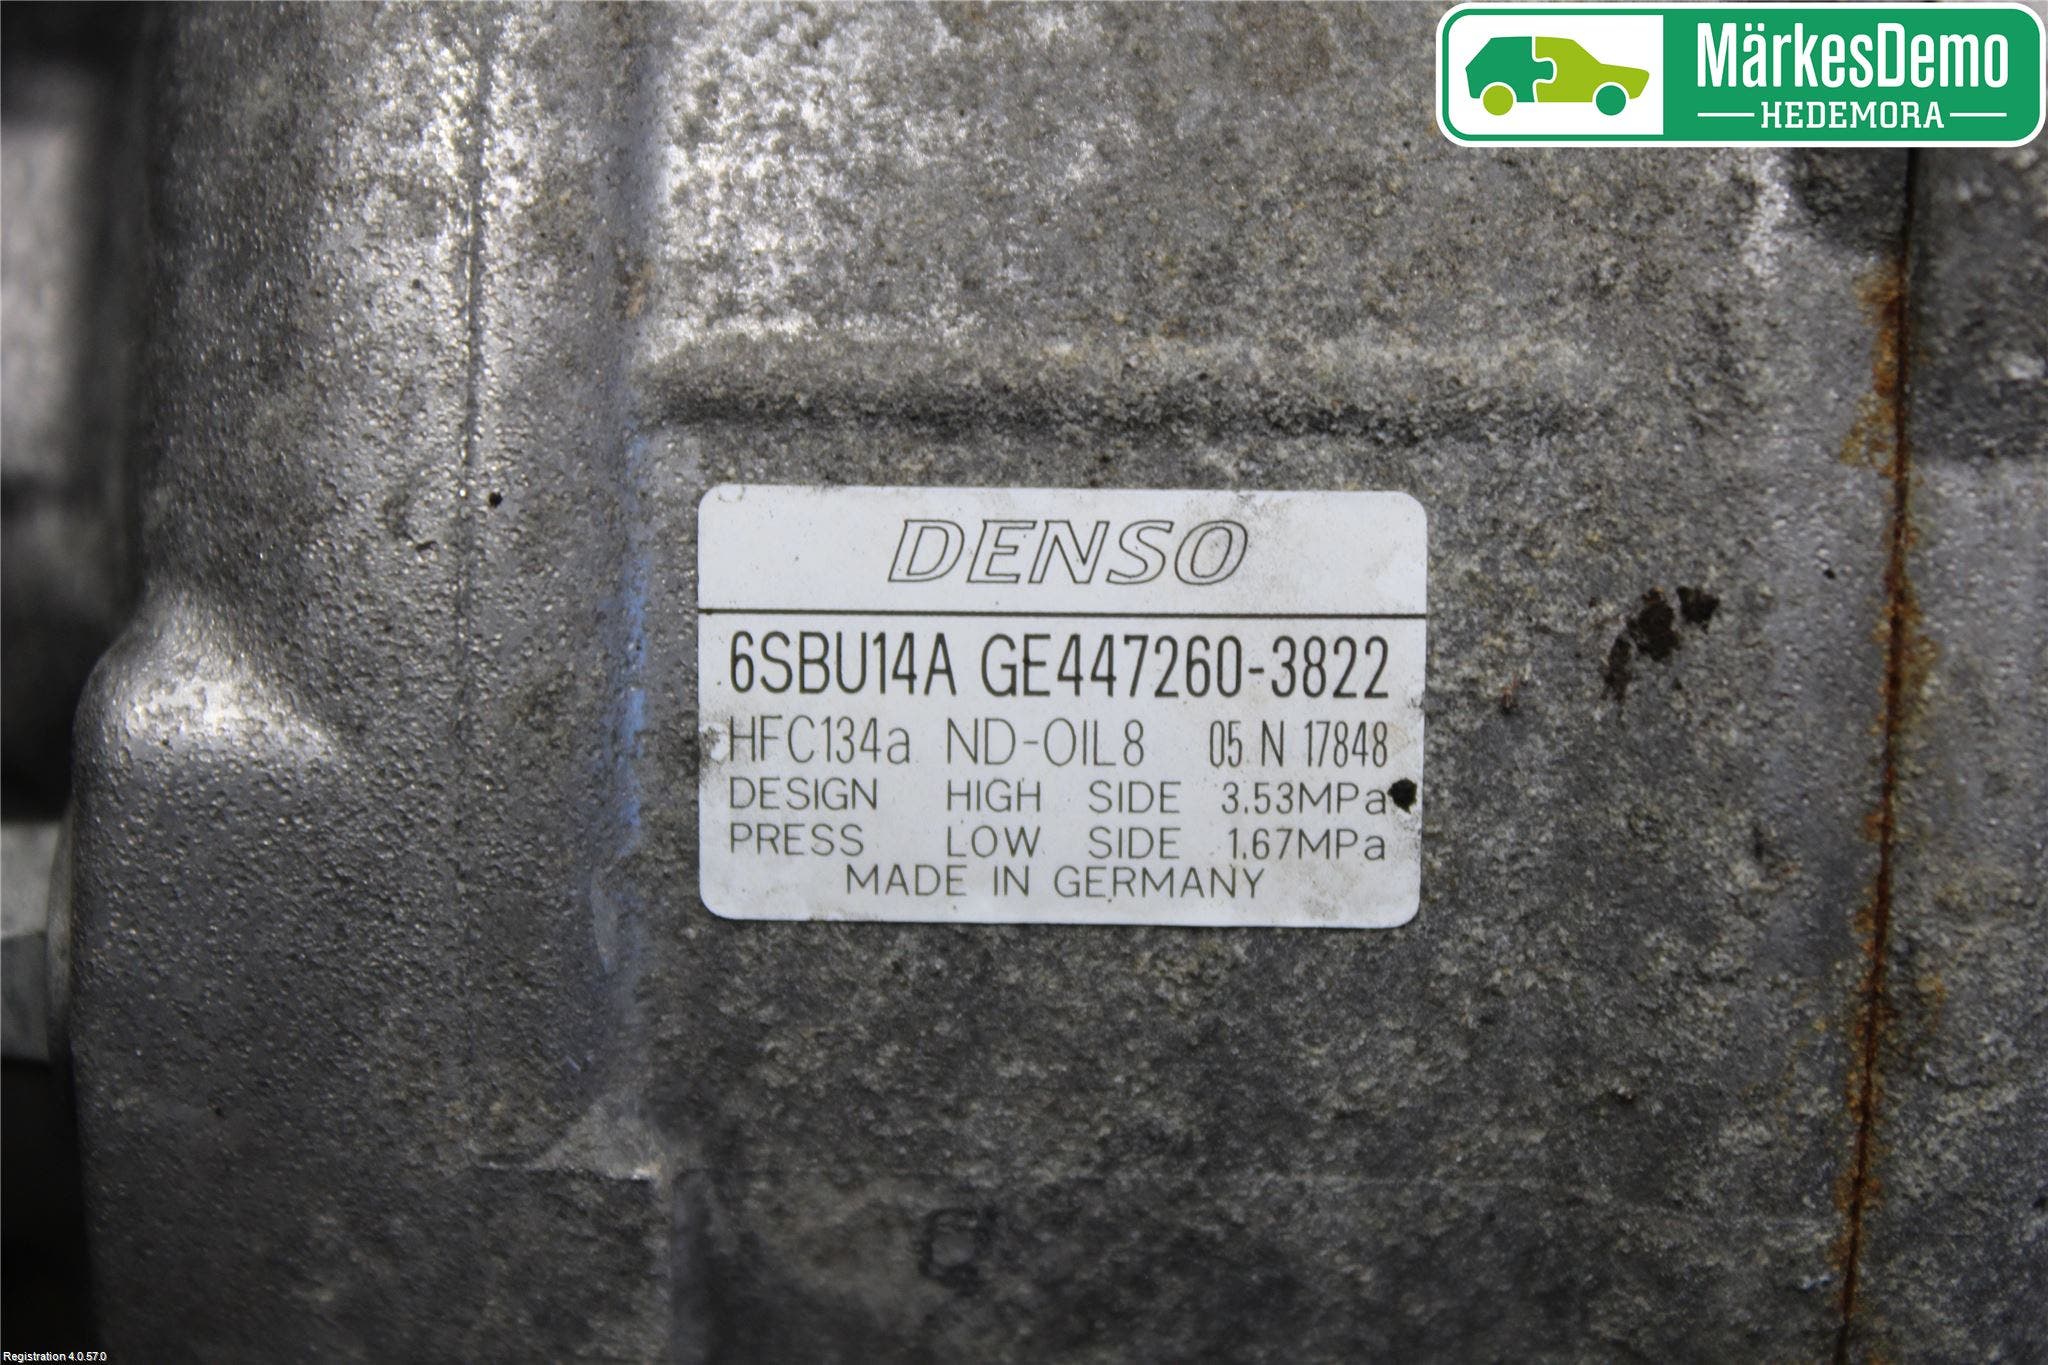 MärkesDemo
HEDEMORA
DENSO
6SBU14A GE447260-3822
HFC134a ND-OIL8 05 N 17848
DESIGN HIGH SIDE 3.53MPa
PRESS LOW SIDE 1.67MPa
MADE IN GERMANY
Registration 4.0.57.0